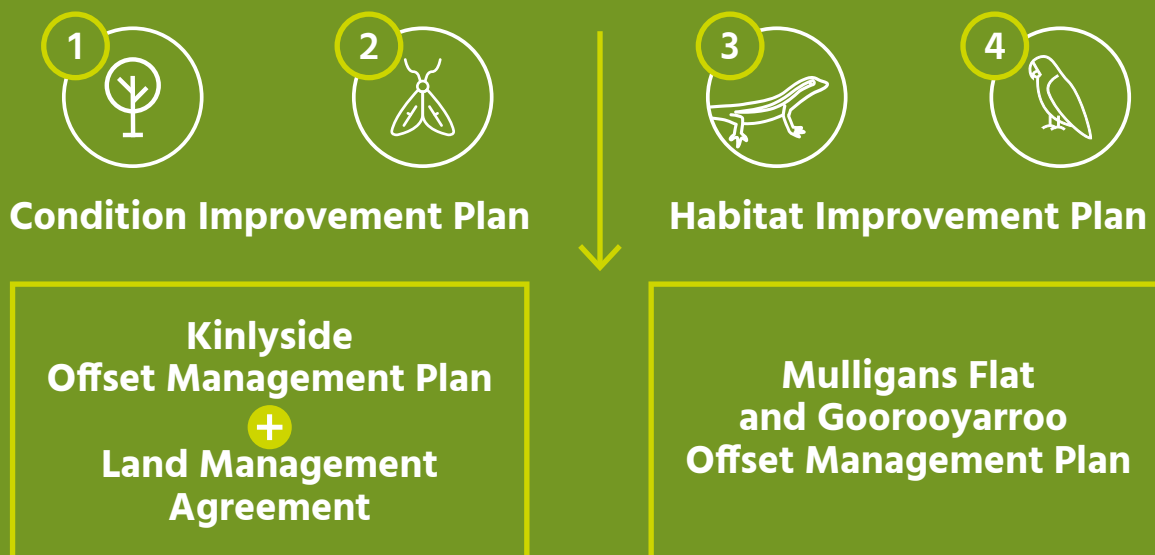 1
2
3
4
Condition Improvement Plan
Habitat Improvement Plan
Kinlyside
Offset Management Plan
+
Land Management
Agreement
Mulligans Flat
and Goorooyarroo
Offset Management Plan